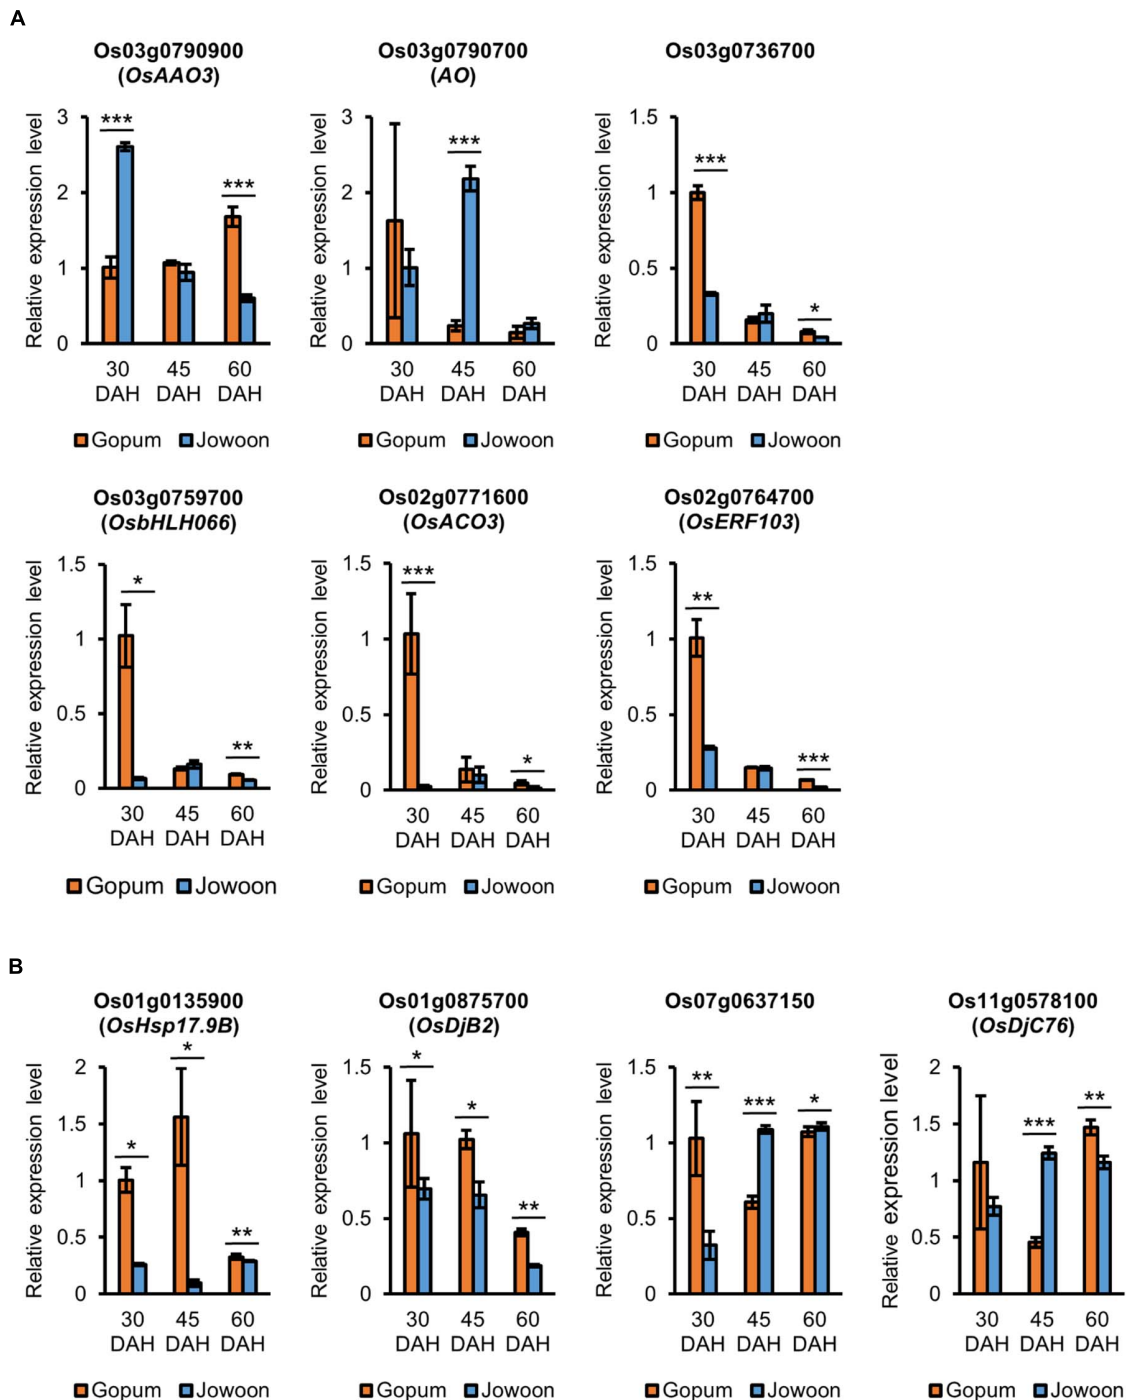 A
Os03g0790900
(OsAAO3)
Relative expression level
3
2
1
0
***
***
30 45 60
DAH DAH DAH
Gopum Jowoon
Os03g0790700
(AO)
Relative expression level
3
2
1
0
***
30 45 60
DAH DAH DAH
Gopum Jowoon
Os03g0736700
Relative expression level
1.5
1
0.5
0
***
*
30 45 60
DAH DAH DAH
Gopum Jowoon
Os03g0759700
(OsbHLH066)
Relative expression level
1.5
1
0.5
0
*
**
30 45 60
DAH DAH DAH
Gopum Jowoon
Os02g0771600
(OsACO3)
Relative expression level
1.5
1
0.5
0
***
*
30 45 60
DAH DAH DAH
Gopum Jowoon
Os02g0764700
(OsERF103)
Relative expression level
1.5
1
0.5
0
**
***
30 45 60
DAH DAH DAH
Gopum Jowoon
B
Os01g0135900
(OsHsp17.9B)
Relative expression level
2
1.5
1
0.5
0
*
*
**
30 45 60
DAH DAH DAH
Gopum Jowoon
Os01g0875700
(OsDjB2)
Relative expression level
1.5
1
0.5
0
*
*
**
30 45 60
DAH DAH DAH
Gopum Jowoon
Os07g0637150
Relative expression level
1.5
1
0.5
0
**
***
*
30 45 60
DAH DAH DAH
Gopum Jowoon
Os11g0578100
(OsDjC76)
Relative expression level
2
1.5
1
0.5
0
***
**
30 45 60
DAH DAH DAH
Gopum Jowoon